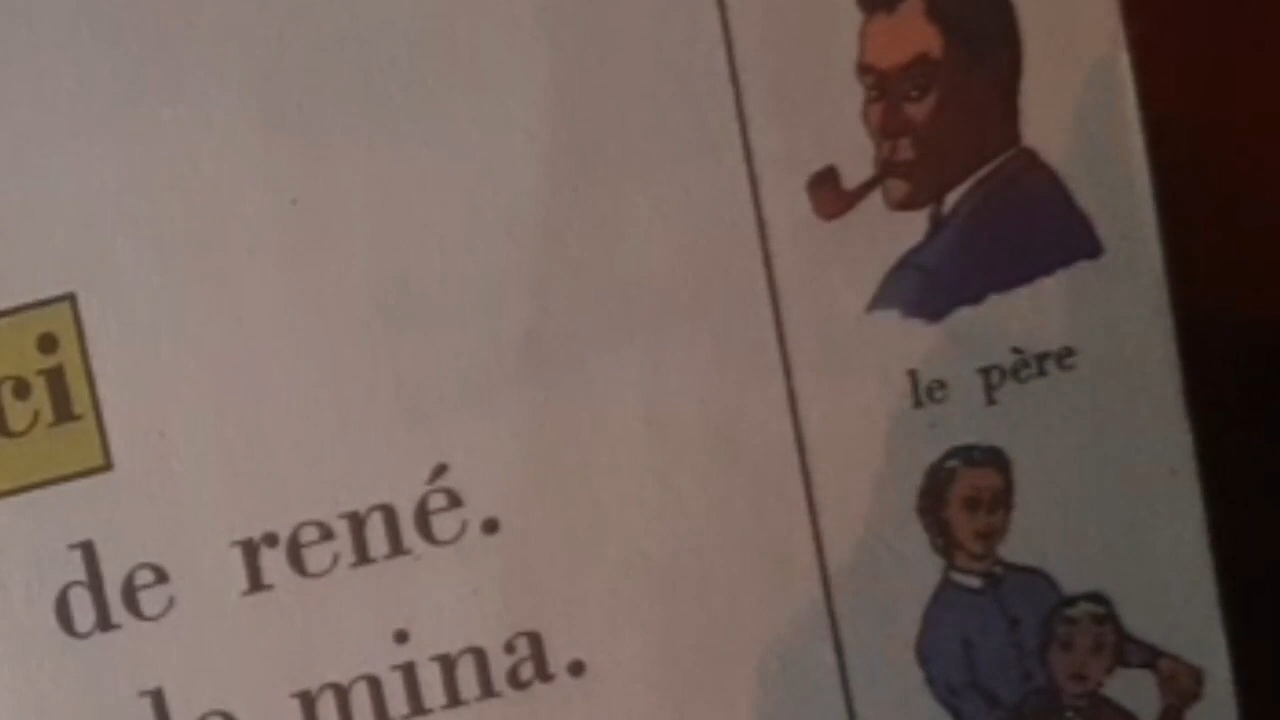 ci
de rené.
mina.
le père